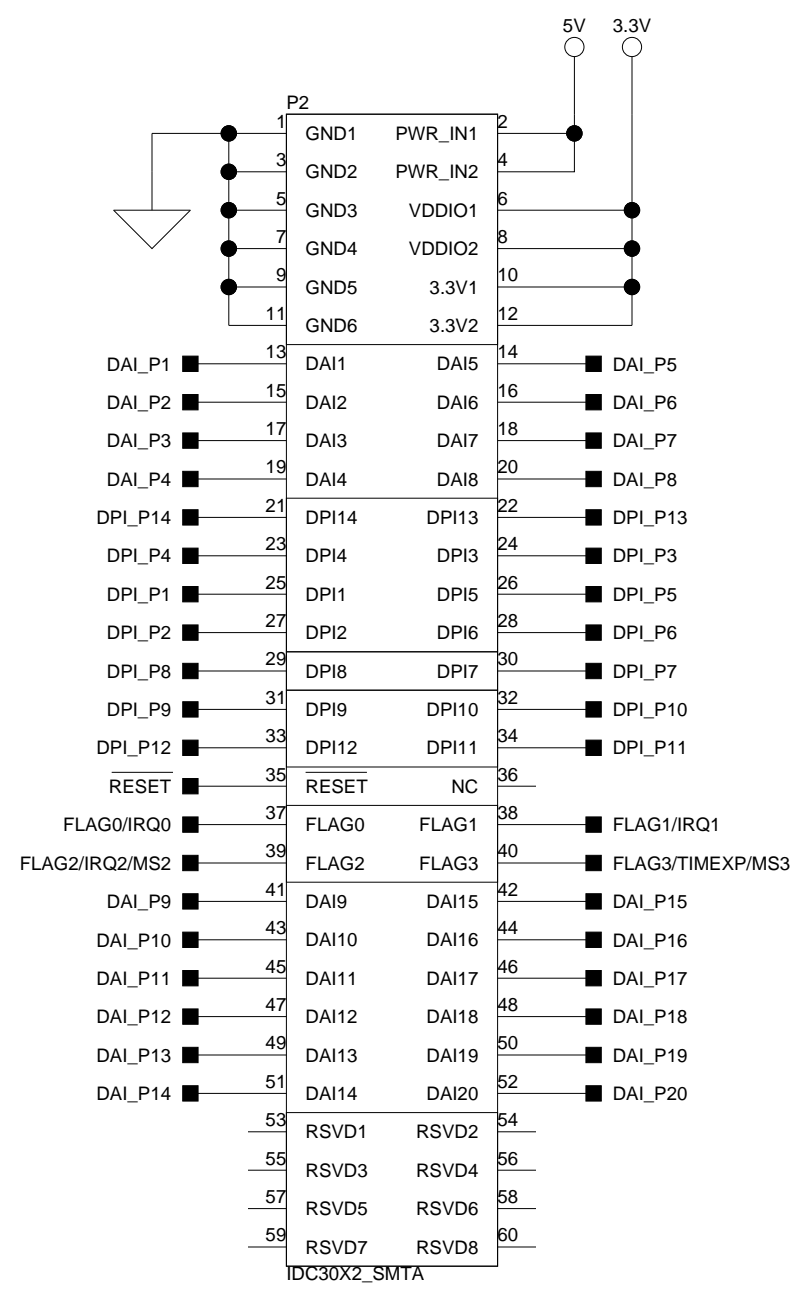 5V 3.3V
P2
1 GND1 PWR_IN1 2
3 GND2 PWR_IN2 4
5 GND3 VDDIO1 6
7 GND4 VDDIO2 8
9 GND5 3.3V1 10
11 GND6 3.3V2 12
DAI_P1 13 DAI1 DAI5 14 DAI_P5
DAI_P2 15 DAI2 DAI6 16 DAI_P6
DAI_P3 17 DAI3 DAI7 18 DAI_P7
DAI_P4 19 DAI4 DAI8 20 DAI_P8
DPI_P14 21 DPI14 DPI13 22 DPI_P13
DPI_P4 23 DPI4 DPI3 24 DPI_P3
DPI_P1 25 DPI1 DPI5 26 DPI_P5
DPI_P2 27 DPI2 DPI6 28 DPI_P6
DPI_P8 29 DPI8 DPI7 30 DPI_P7
DPI_P9 31 DPI9 DPI10 32 DPI_P10
DPI_P12 33 DPI12 DPI11 34 DPI_P11
RESET 35 RESET NC 36
FLAG0/IRQ0 37 FLAG0 FLAG1 38 FLAG1/IRQ1
FLAG2/IRQ2/MS2 39 FLAG2 FLAG3 40 FLAG3/TIMEXP/MS3
DAI_P9 41 DAI9 DAI15 42 DAI_P15
DAI_P10 43 DAI10 DAI16 44 DAI_P16
DAI_P11 45 DAI11 DAI17 46 DAI_P17
DAI_P12 47 DAI12 DAI18 48 DAI_P18
DAI_P13 49 DAI13 DAI19 50 DAI_P19
DAI_P14 51 DAI14 DAI20 52 DAI_P20
53 RSVD1 RSVD2 54
55 RSVD3 RSVD4 56
57 RSVD5 RSVD6 58
59 RSVD7 RSVD8 60
IDC30X2_SMTA